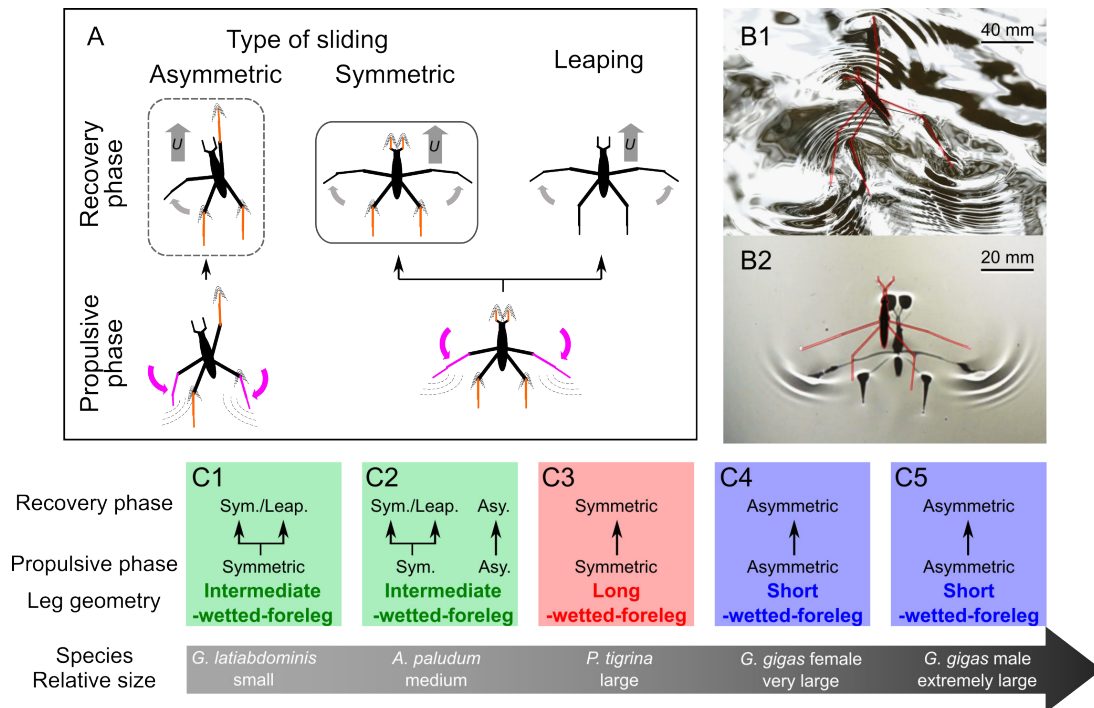 A
Type of sliding
Asymmetric
Symmetric
Leaping
Recovery
phase
U
U
U
Propulsive
phase
B1
40 mm
B2
20 mm
C1
C2
C3
C4
C5
Recovery phase
Sym./Leap.
Sym./Leap.
Asy.
Symmetric
Asymmetric
Asymmetric
Propulsive phase
Symmetric
Sym.
Asy.
Symmetric
Asymmetric
Asymmetric
Leg geometry
Intermediate
-wetted-foreleg
Intermediate
-wetted-foreleg
Long
-wetted-foreleg
Short
-wetted-foreleg
Short
-wetted-foreleg
Species
Relative size
G. latiabdominis
small
A. paludum
medium
P. tigrina
large
G. gigas female
very large
G. gigas male
extremely large